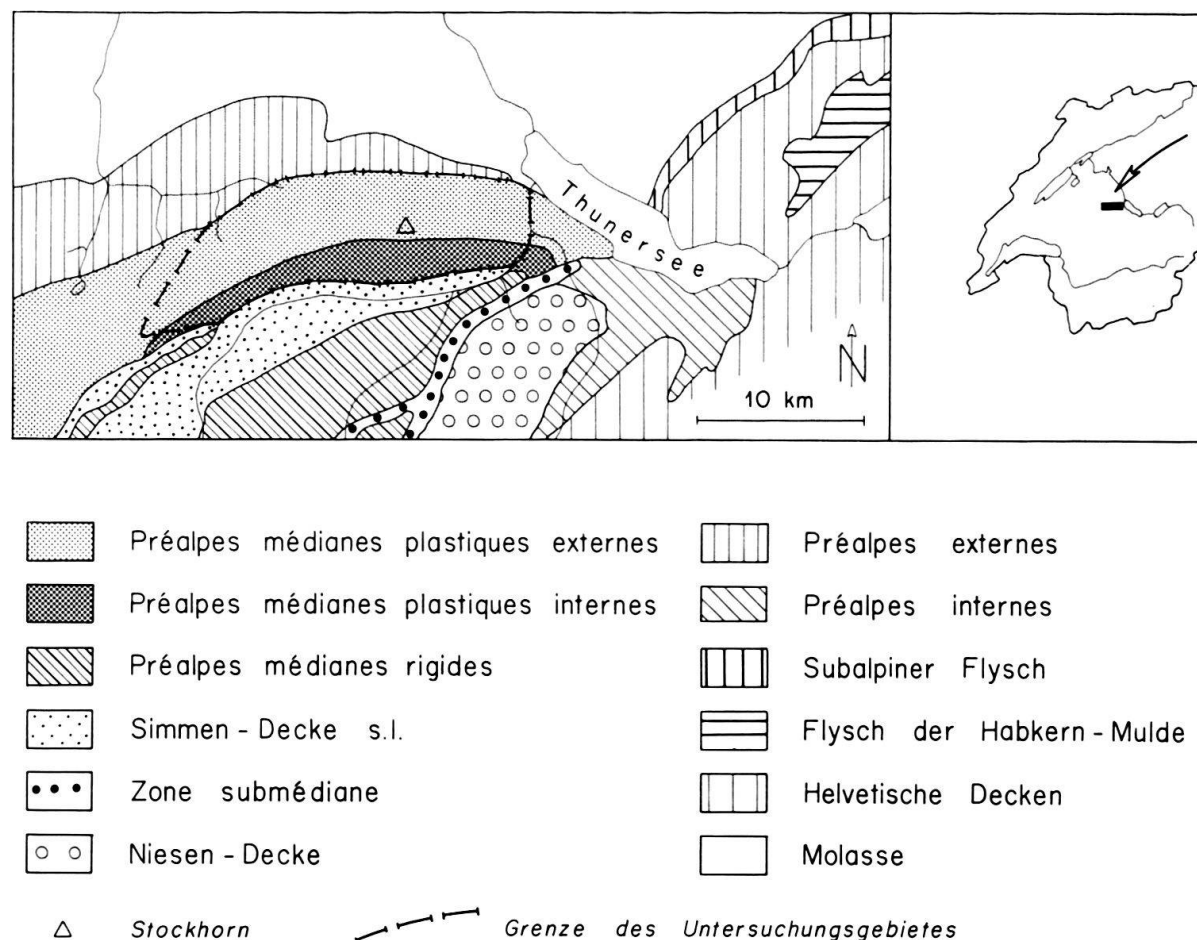 Thunersee
N
10 km
Préalpes médianes plastiques externes
Préalpes médianes plastiques internes
Préalpes médianes rigides
Simmen-Decke s.l.
Zone submédiane
Niesen-Decke
Préalpes externes
Préalpes internes
Subalpiner Flysch
Flysch der Habkern-Mulde
Helvetische Decken
Molasse
Stockhorn
Grenze des Untersuchungsgebietes